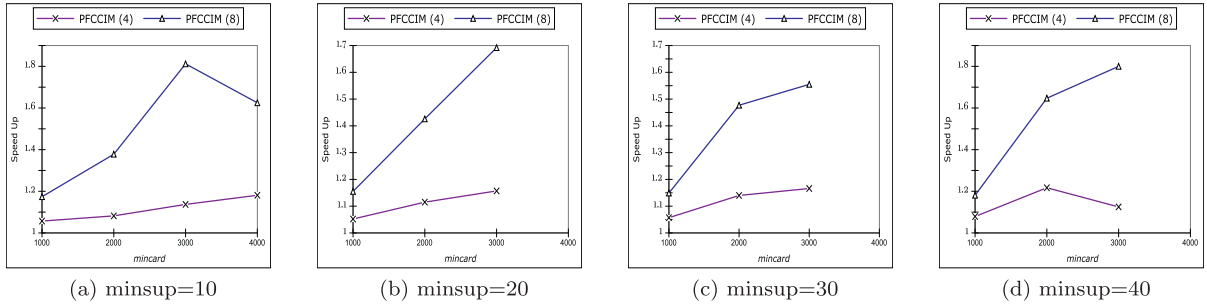 PFCCIM (4) PFCCIM (8)
Speed Up
1.8
1.6
1.4
1.2
1
1000 2000 3000 4000
mincard
(a) minsup=10
PFCCIM (4) PFCCIM (8)
Speed Up
1.7
1.6
1.5
1.4
1.3
1.2
1.1
1
1000 2000 3000 4000
mincard
(b) minsup=20
PFCCIM (4) PFCCIM (8)
Speed Up
1.7
1.6
1.5
1.4
1.3
1.2
1.1
1
1000 2000 3000 4000
mincard
(c) minsup=30
PFCCIM (4) PFCCIM (8)
Speed Up
1.8
1.6
1.4
1.2
1
1000 2000 3000 4000
mincard
(d) minsup=40